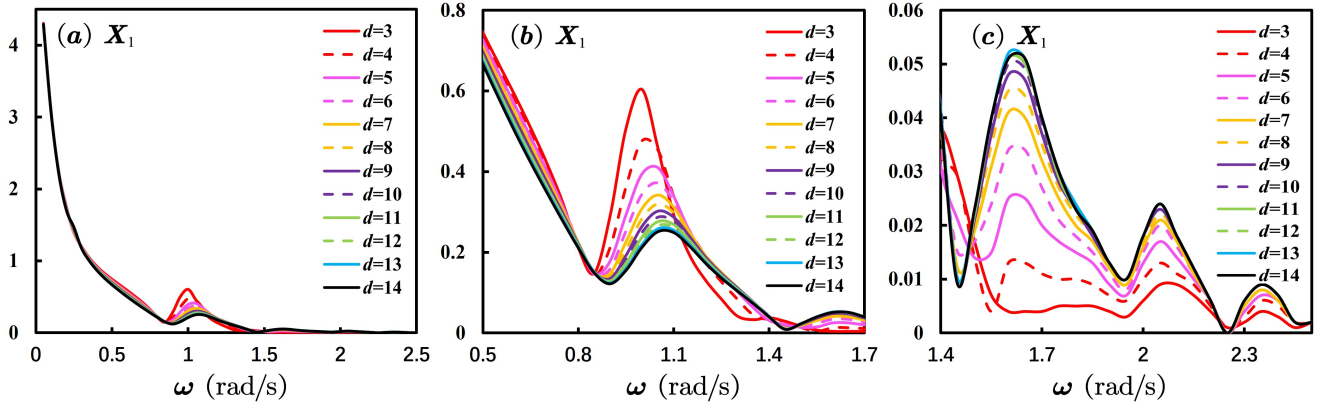 (a) X₁
4
3
2
1
0
0
0.5
1
1.5
2
2.5
ω (rad/s)
d=3
d=4
d=5
d=6
d=7
d=8
d=9
d=10
d=11
d=12
d=13
d=14
(b) X₁
0.8
0.6
0.4
0.2
0
0.5
0.8
1.1
1.4
1.7
ω (rad/s)
d=3
d=4
d=5
d=6
d=7
d=8
d=9
d=10
d=11
d=12
d=13
d=14
(c) X₁
0.06
0.05
0.04
0.03
0.02
0.01
0
1.4
1.7
2
2.3
ω (rad/s)
d=3
d=4
d=5
d=6
d=7
d=8
d=9
d=10
d=11
d=12
d=13
d=14